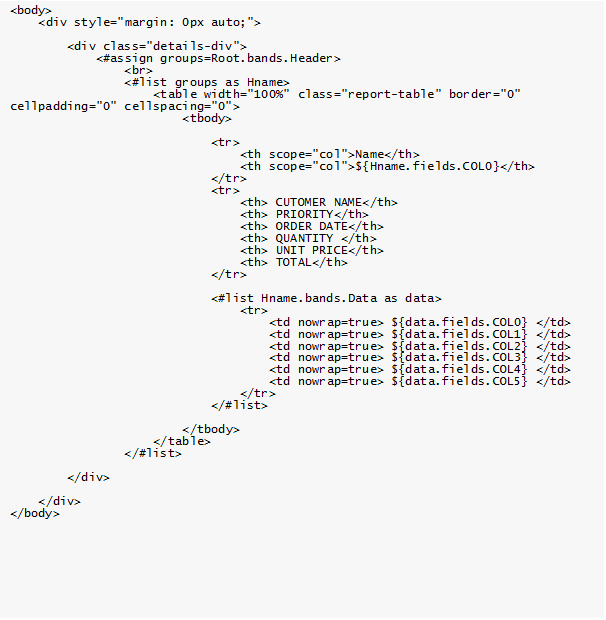 <body>
<div style="margin: 0px auto;">
<div class="details-div">
<#assign groups=Root.bands.Header>
<br>
<#list groups as Hname>
<table width="100%" class="report-table" border="0"
cellpadding="0" cellspacing="0">
<tbody>
<tr>
<th scope="col">Name</th>
<th scope="col">${Hname.fields.COL0}</th>
</tr>
<tr>
<th> CUTOMER NAME</th>
<th> PRIORITY</th>
<th> ORDER DATE</th>
<th> QUANTITY </th>
<th> UNIT PRICE</th>
<th> TOTAL</th>
</tr>
<#list Hname.bands.Data as data>
<tr>
<td nowrap=true> ${data.fields.COL0} </td>
<td nowrap=true> ${data.fields.COL1} </td>
<td nowrap=true> ${data.fields.COL2} </td>
<td nowrap=true> ${data.fields.COL3} </td>
<td nowrap=true> ${data.fields.COL4} </td>
<td nowrap=true> ${data.fields.COL5} </td>
</tr>
</#list>
</tbody>
</table>
</#list>
</div>
</div>
</body>